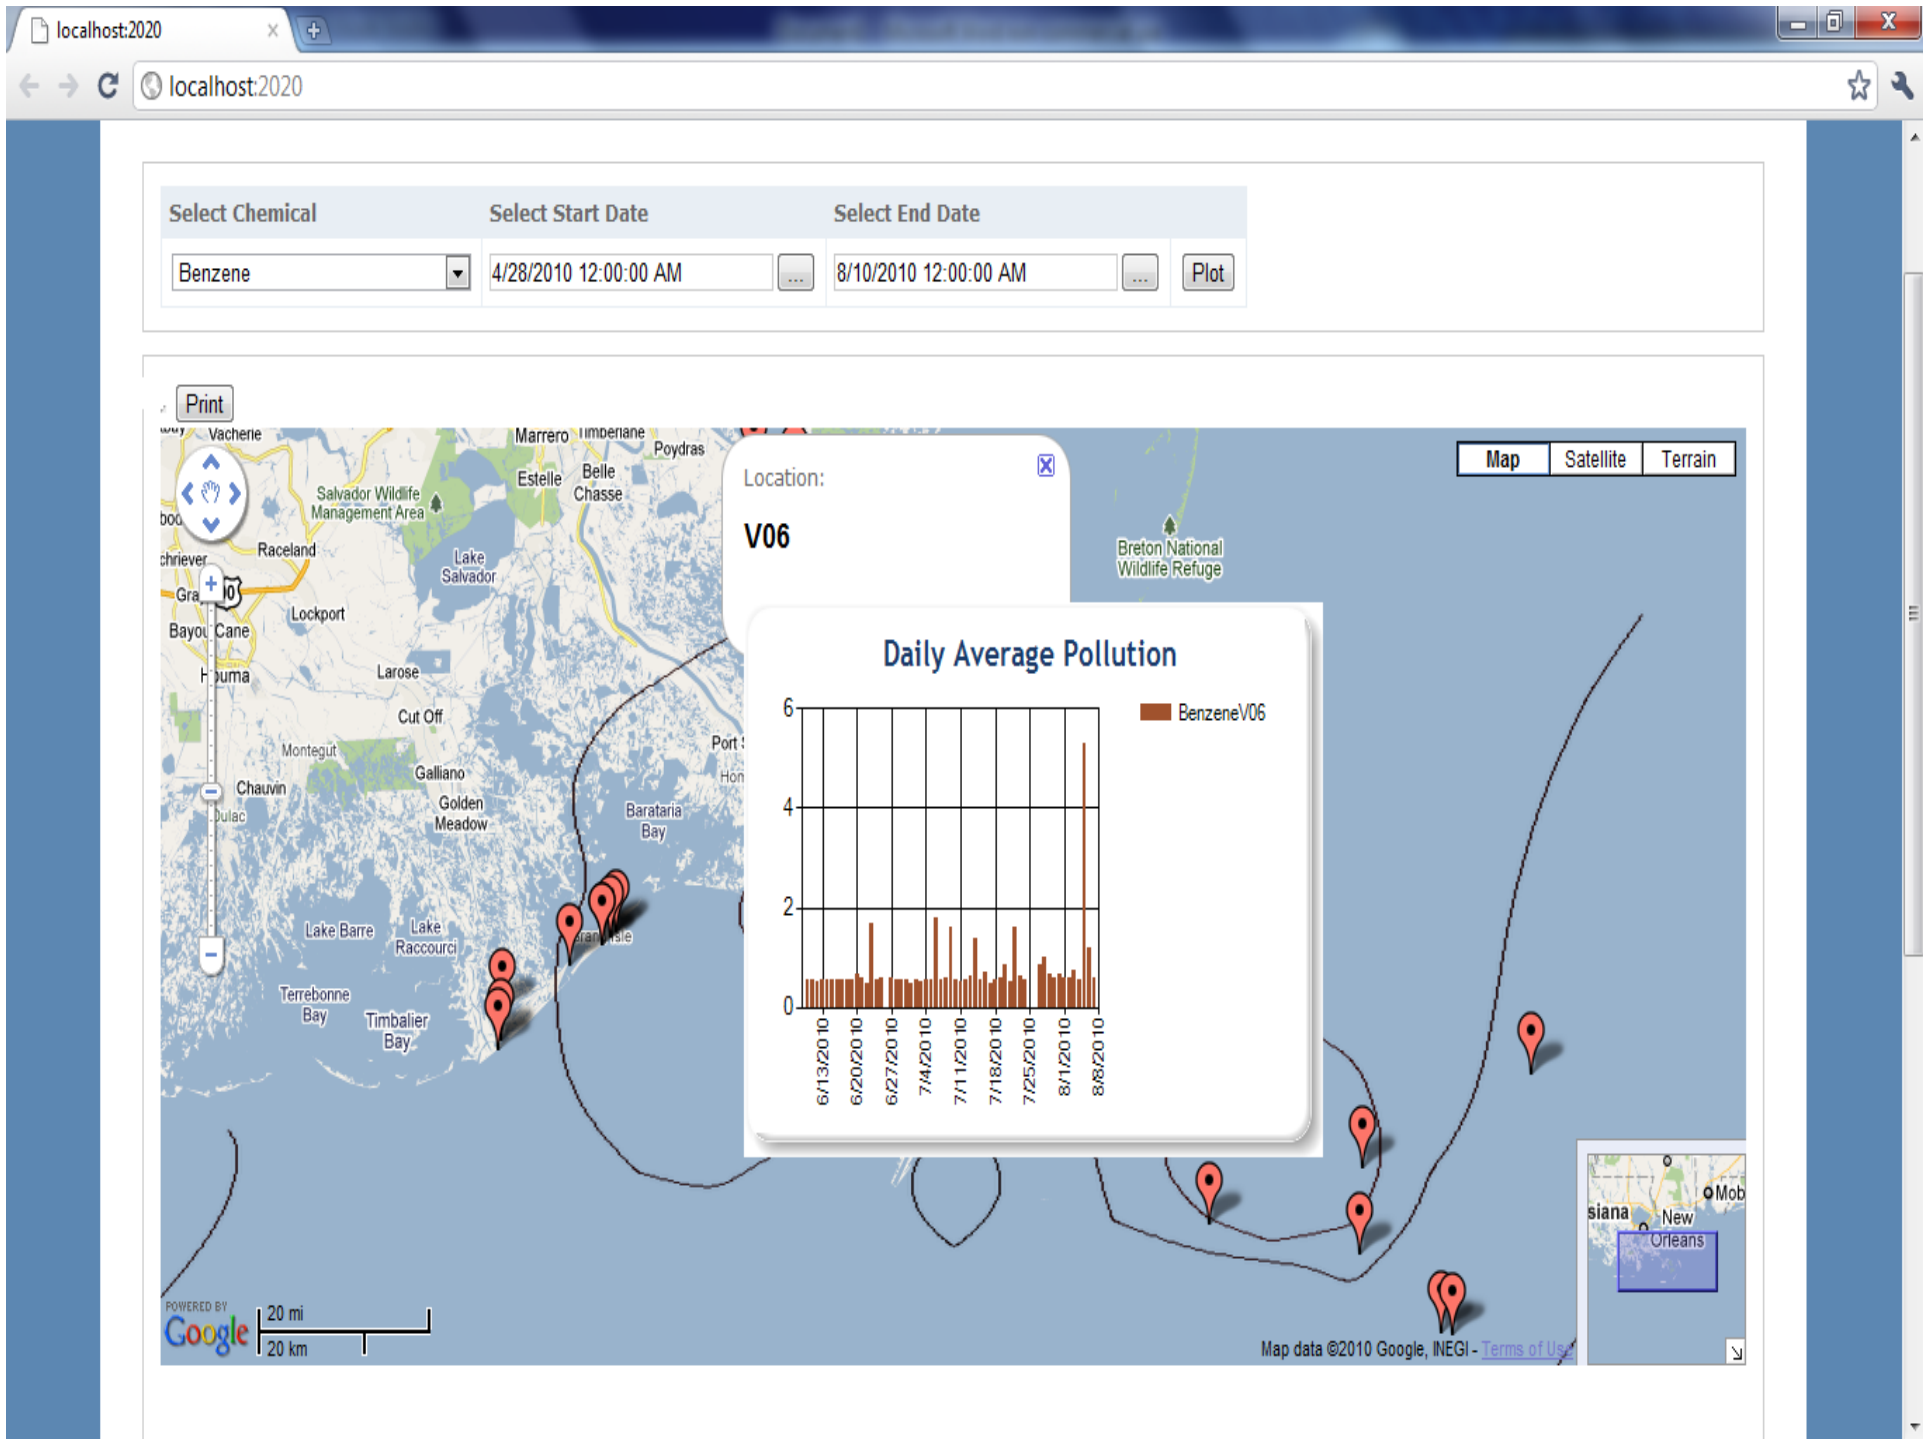 localhost:2020
localhost:2020
Select Chemical Select Start Date Select End Date
Benzene 4/28/2010 12:00:00 AM ... 8/10/2010 12:00:00 AM ... Plot
Print
Vacherie
Marrero Timberlane
Poydras
Estelle
Belle
Chasse
Salvador Wildlife
Management Area
Raceland
Lake
Salvador
Lockport
Bayou Cane
Houma
Larose
Cut Off
Montegut
Galliano
Chauvin
Dulac
Golden
Meadow
Barataria
Bay
Port
Lake Barre
Lake
Raccourci
Terrebonne
Bay
Timbalier
Bay
Location:
V06
Map Satellite Terrain
Breton National
Wildlife Refuge
Daily Average Pollution
BenzeneV06
6
4
2
0
6/13/2010
6/20/2010
6/27/2010
7/4/2010
7/11/2010
7/18/2010
7/25/2010
8/1/2010
8/8/2010
siana
Mob
New
Orleans
POWERED BY
Google
20 mi
20 km
Map data ©2010 Google, INEGI - Terms of Use